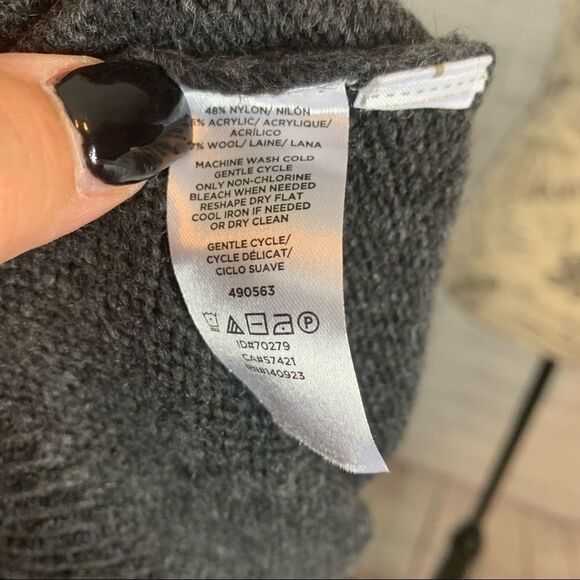 48% NYLON/ NILÓN
% ACRYLIC/ ACRYLIQUE/
ACRÍLICO
% WOOL/ LAINE/ LANA
MACHINE WASH COLD
GENTLE CYCLE
ONLY NON-CHLORINE
BLEACH WHEN NEEDED
RESHAPE DRY FLAT
COOL IRON IF NEEDED
OR DRY CLEAN
GENTLE CYCLE/
CYCLE DÉLICAT/
CICLO SUAVE
490563
P
ID#70279
CA#57421
RN#140923